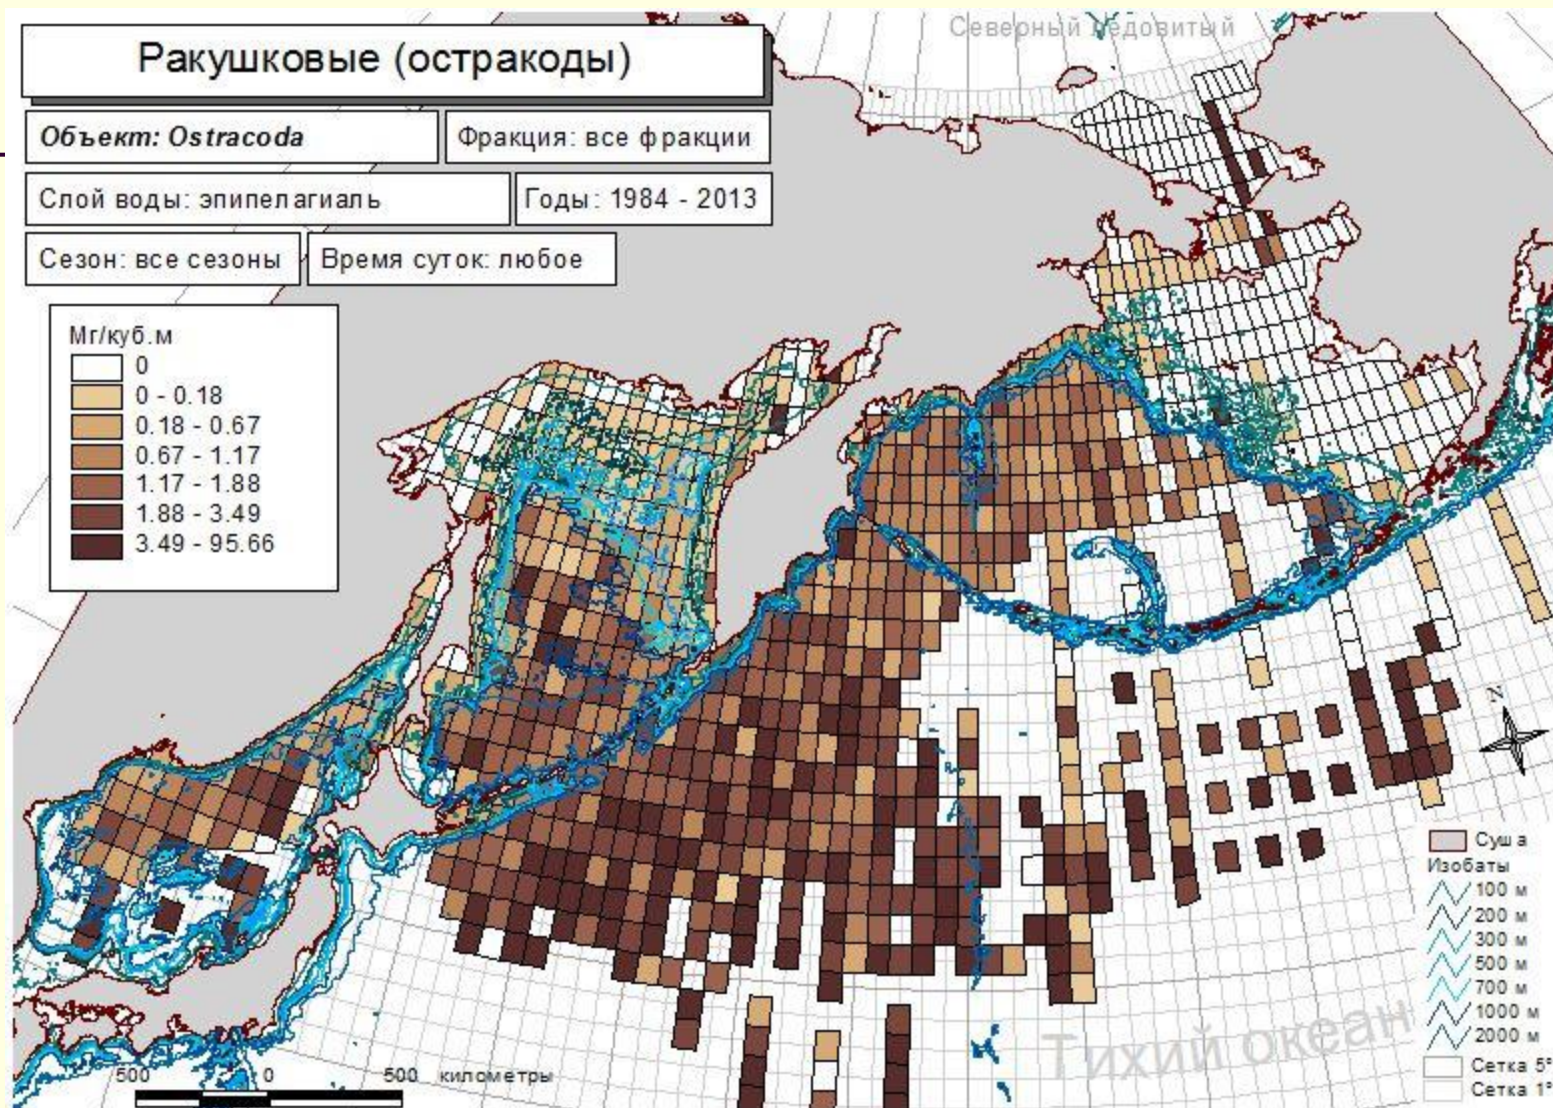 Северный Ледовитый
Ракушковые (остракоды)
Объект: Ostracoda
Фракция: все фракции
Слой воды: эпипелагиаль
Годы: 1984 - 2013
Сезон: все сезоны
Время суток: любое
Мг/куб.м
0
0 - 0.18
0.18 - 0.67
0.67 - 1.17
1.17 - 1.88
1.88 - 3.49
3.49 - 95.66
N
Суша
Изобаты
100 м
200 м
300 м
500 м
700 м
1000 м
2000 м
Сетка 5°
Сетка 1°
Тихий океан
500 0 500 километры